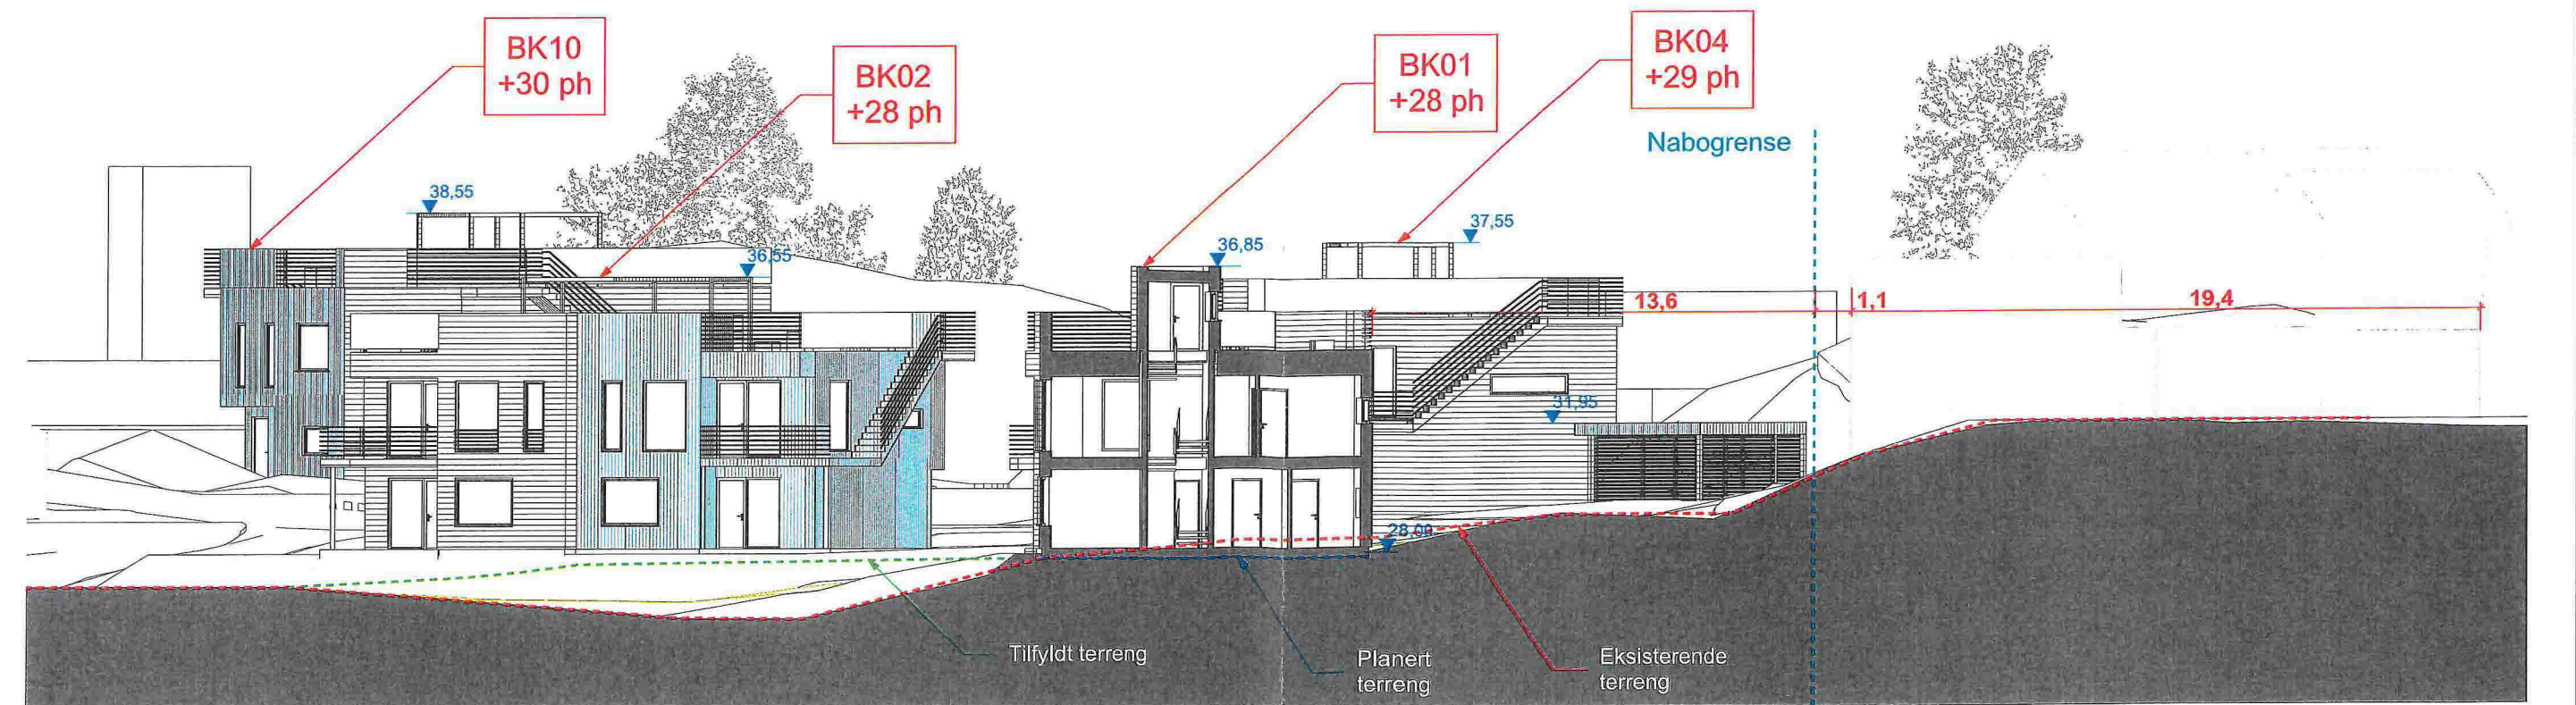 BK10
+30 ph
BK02
+28 ph
BK01
+28 ph
BK04
+29 ph
Nabogrense
38,55
36,55
36,85
37,55
13,6
1,1
19,4
31,95
28,00
Tilfyldt terreng
Planert
terreng
Eksisterende
terreng